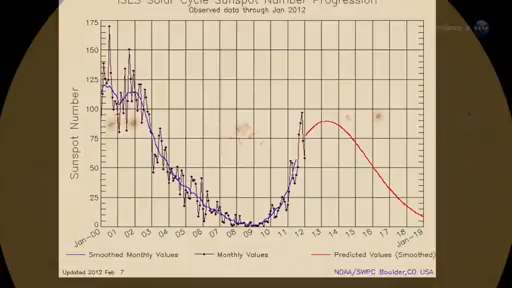 ISES Solar Cycle Sunspot Number Progression
Observed data through Jan 2012
175
150
125
100
75
50
25
0
Sunspot Number
Jan-00 01 02 03 04 05 06 07 08 09 10 11 12 13 14 15 16 17 18 Jan-19
Smoothed Monthly Values
Monthly Values
Predicted Values (Smoothed)
Updated 2012 Feb 7
NOAA/SWPC Boulder,CO USA